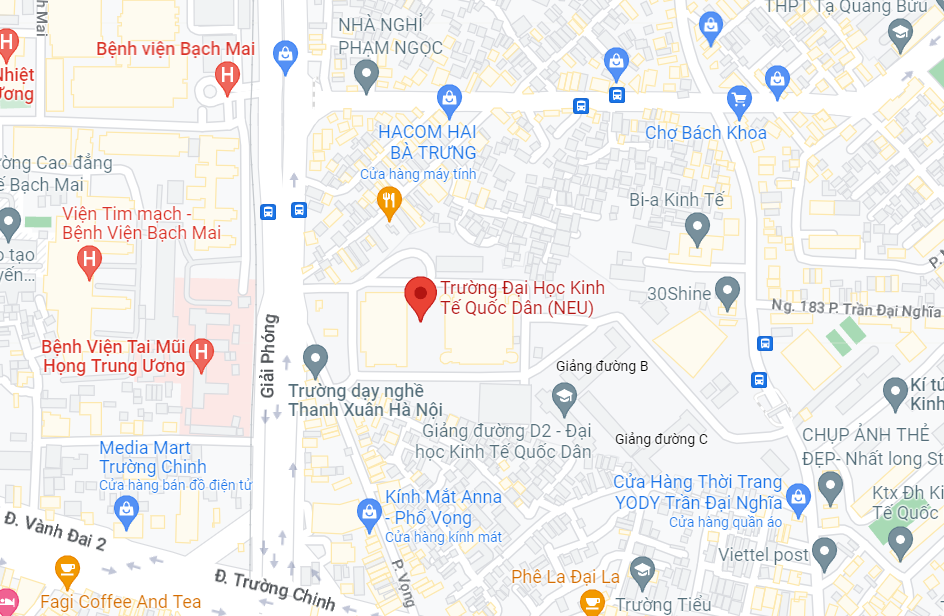 h Mai
NHÀ NGHỈ
PHẠM NGỌC
THPT Tạ Quang Bửu
Bệnh viện Bạch Mai
H
H
Nhiệt
ương
HACOM HAI
BÀ TRƯNG
Cửa hàng máy tính
Chợ Bách Khoa
ờng Cao đẳng
ế Bạch Mai
Viện Tim mạch -
Bệnh Viện Bạch Mai
H
o tạo
yến...
Bi-a Kinh Tế
P.
Trường Đại Học Kinh
Tế Quốc Dân (NEU)
30Shine
Ng. 183 P. Trần Đại Nghĩa
Giải Phóng
Bệnh Viện Tai Mũi
Họng Trung Ương
H
Giảng đường B
Trường dạy nghề
Thanh Xuân Hà Nội
Kí tú
Kinh
Giảng đường D2 - Đại
học Kinh Tế Quốc Dân
Giảng đường C
CHỤP ẢNH THẺ
ĐẸP- Nhất long St
Media Mart
Trường Chinh
Cửa hàng bán đồ điện tử
Kính Mắt Anna
- Phố Vọng
Cửa hàng kính mát
Cửa Hàng Thời Trang
YODY Trần Đại Nghĩa
Cửa hàng quần áo
Ktx Đh Ki
Tế Quốc
Đ. Vành Đai 2
Viettel post
P. Vọng
Đ. Trường Chinh
Phê La Đại La
Fagi Coffee And Tea
Trường Tiểu